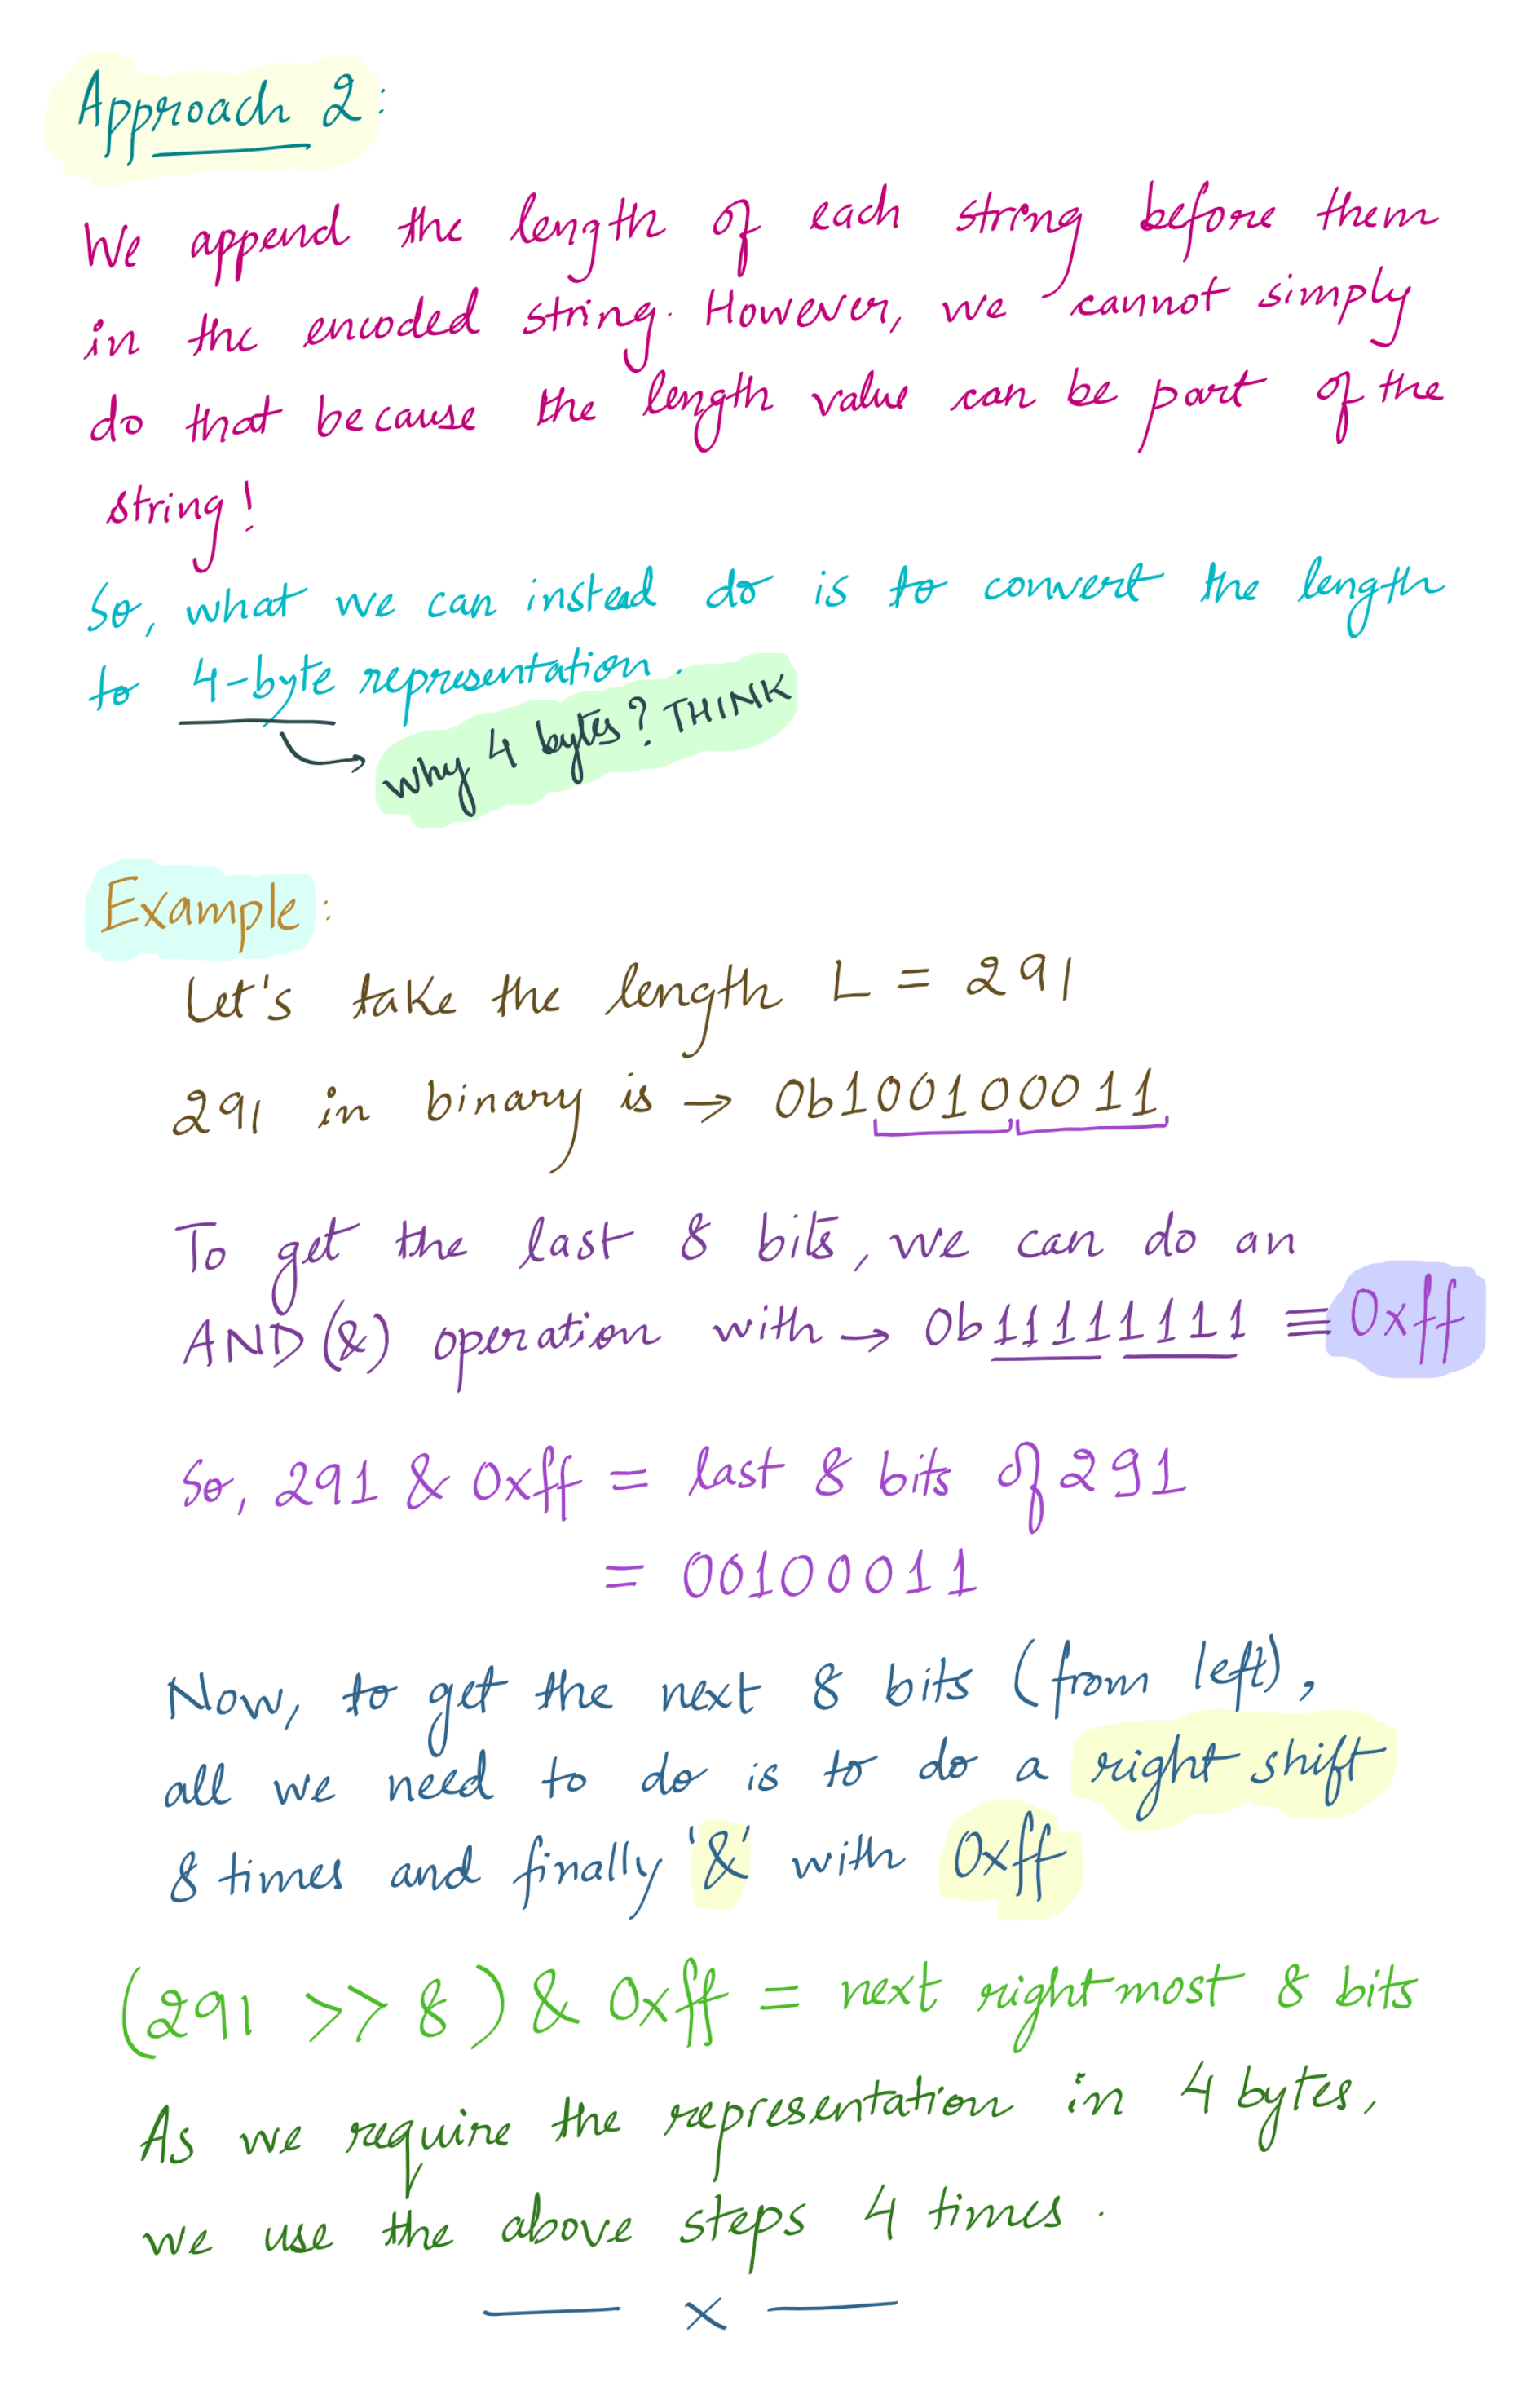 Approach 2:
We append the length of each string before them
in the encoded string. However, we cannot simply
do that because the length value can be part of the
string!
So, what we can instead do is to convert the length
to 4-byte representation.
Why 4 bytes? THINK
Example:
Let's take the length L = 291
291 in binary is → 0b100100011
To get the last 8 bits, we can do an
AND(&) operation with → 0b11111111 ≡ 0xff
So, 291 & 0xff = last 8 bits of 291
= 00100011
Now, to get the next 8 bits (from left),
all we need to do is to do a right shift
8 times and finally '&' with 0xff
(291 >> 8) & 0xff = next rightmost 8 bits
As we require the representation in 4 bytes,
we use the above steps 4 times.
— x —